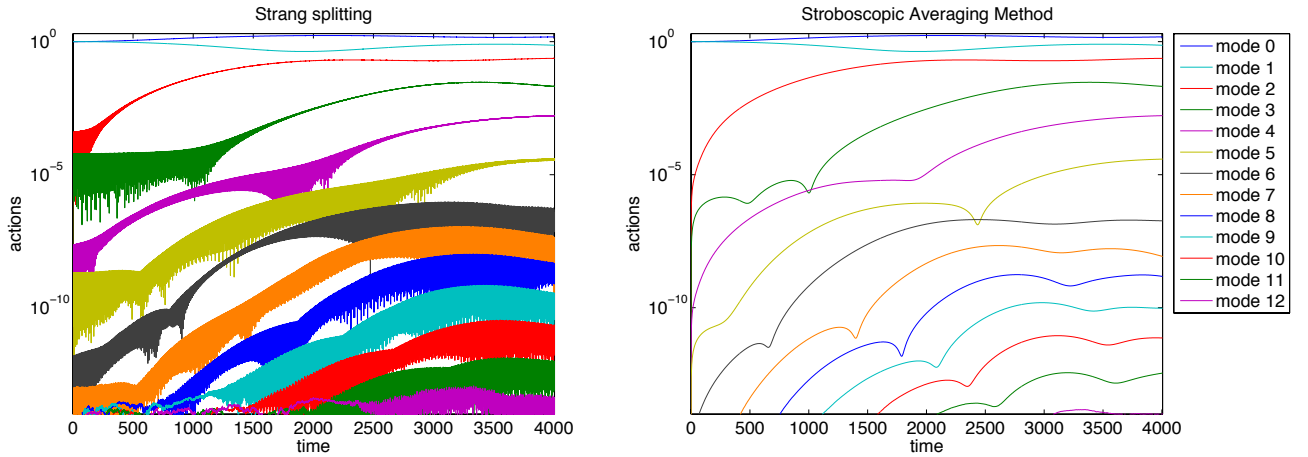 Strang splitting
10^0
10^-5
10^-10
actions
0 500 1000 1500 2000 2500 3000 3500 4000
time
Stroboscopic Averaging Method
10^0
10^-5
10^-10
actions
0 500 1000 1500 2000 2500 3000 3500 4000
time
mode 0
mode 1
mode 2
mode 3
mode 4
mode 5
mode 6
mode 7
mode 8
mode 9
mode 10
mode 11
mode 12